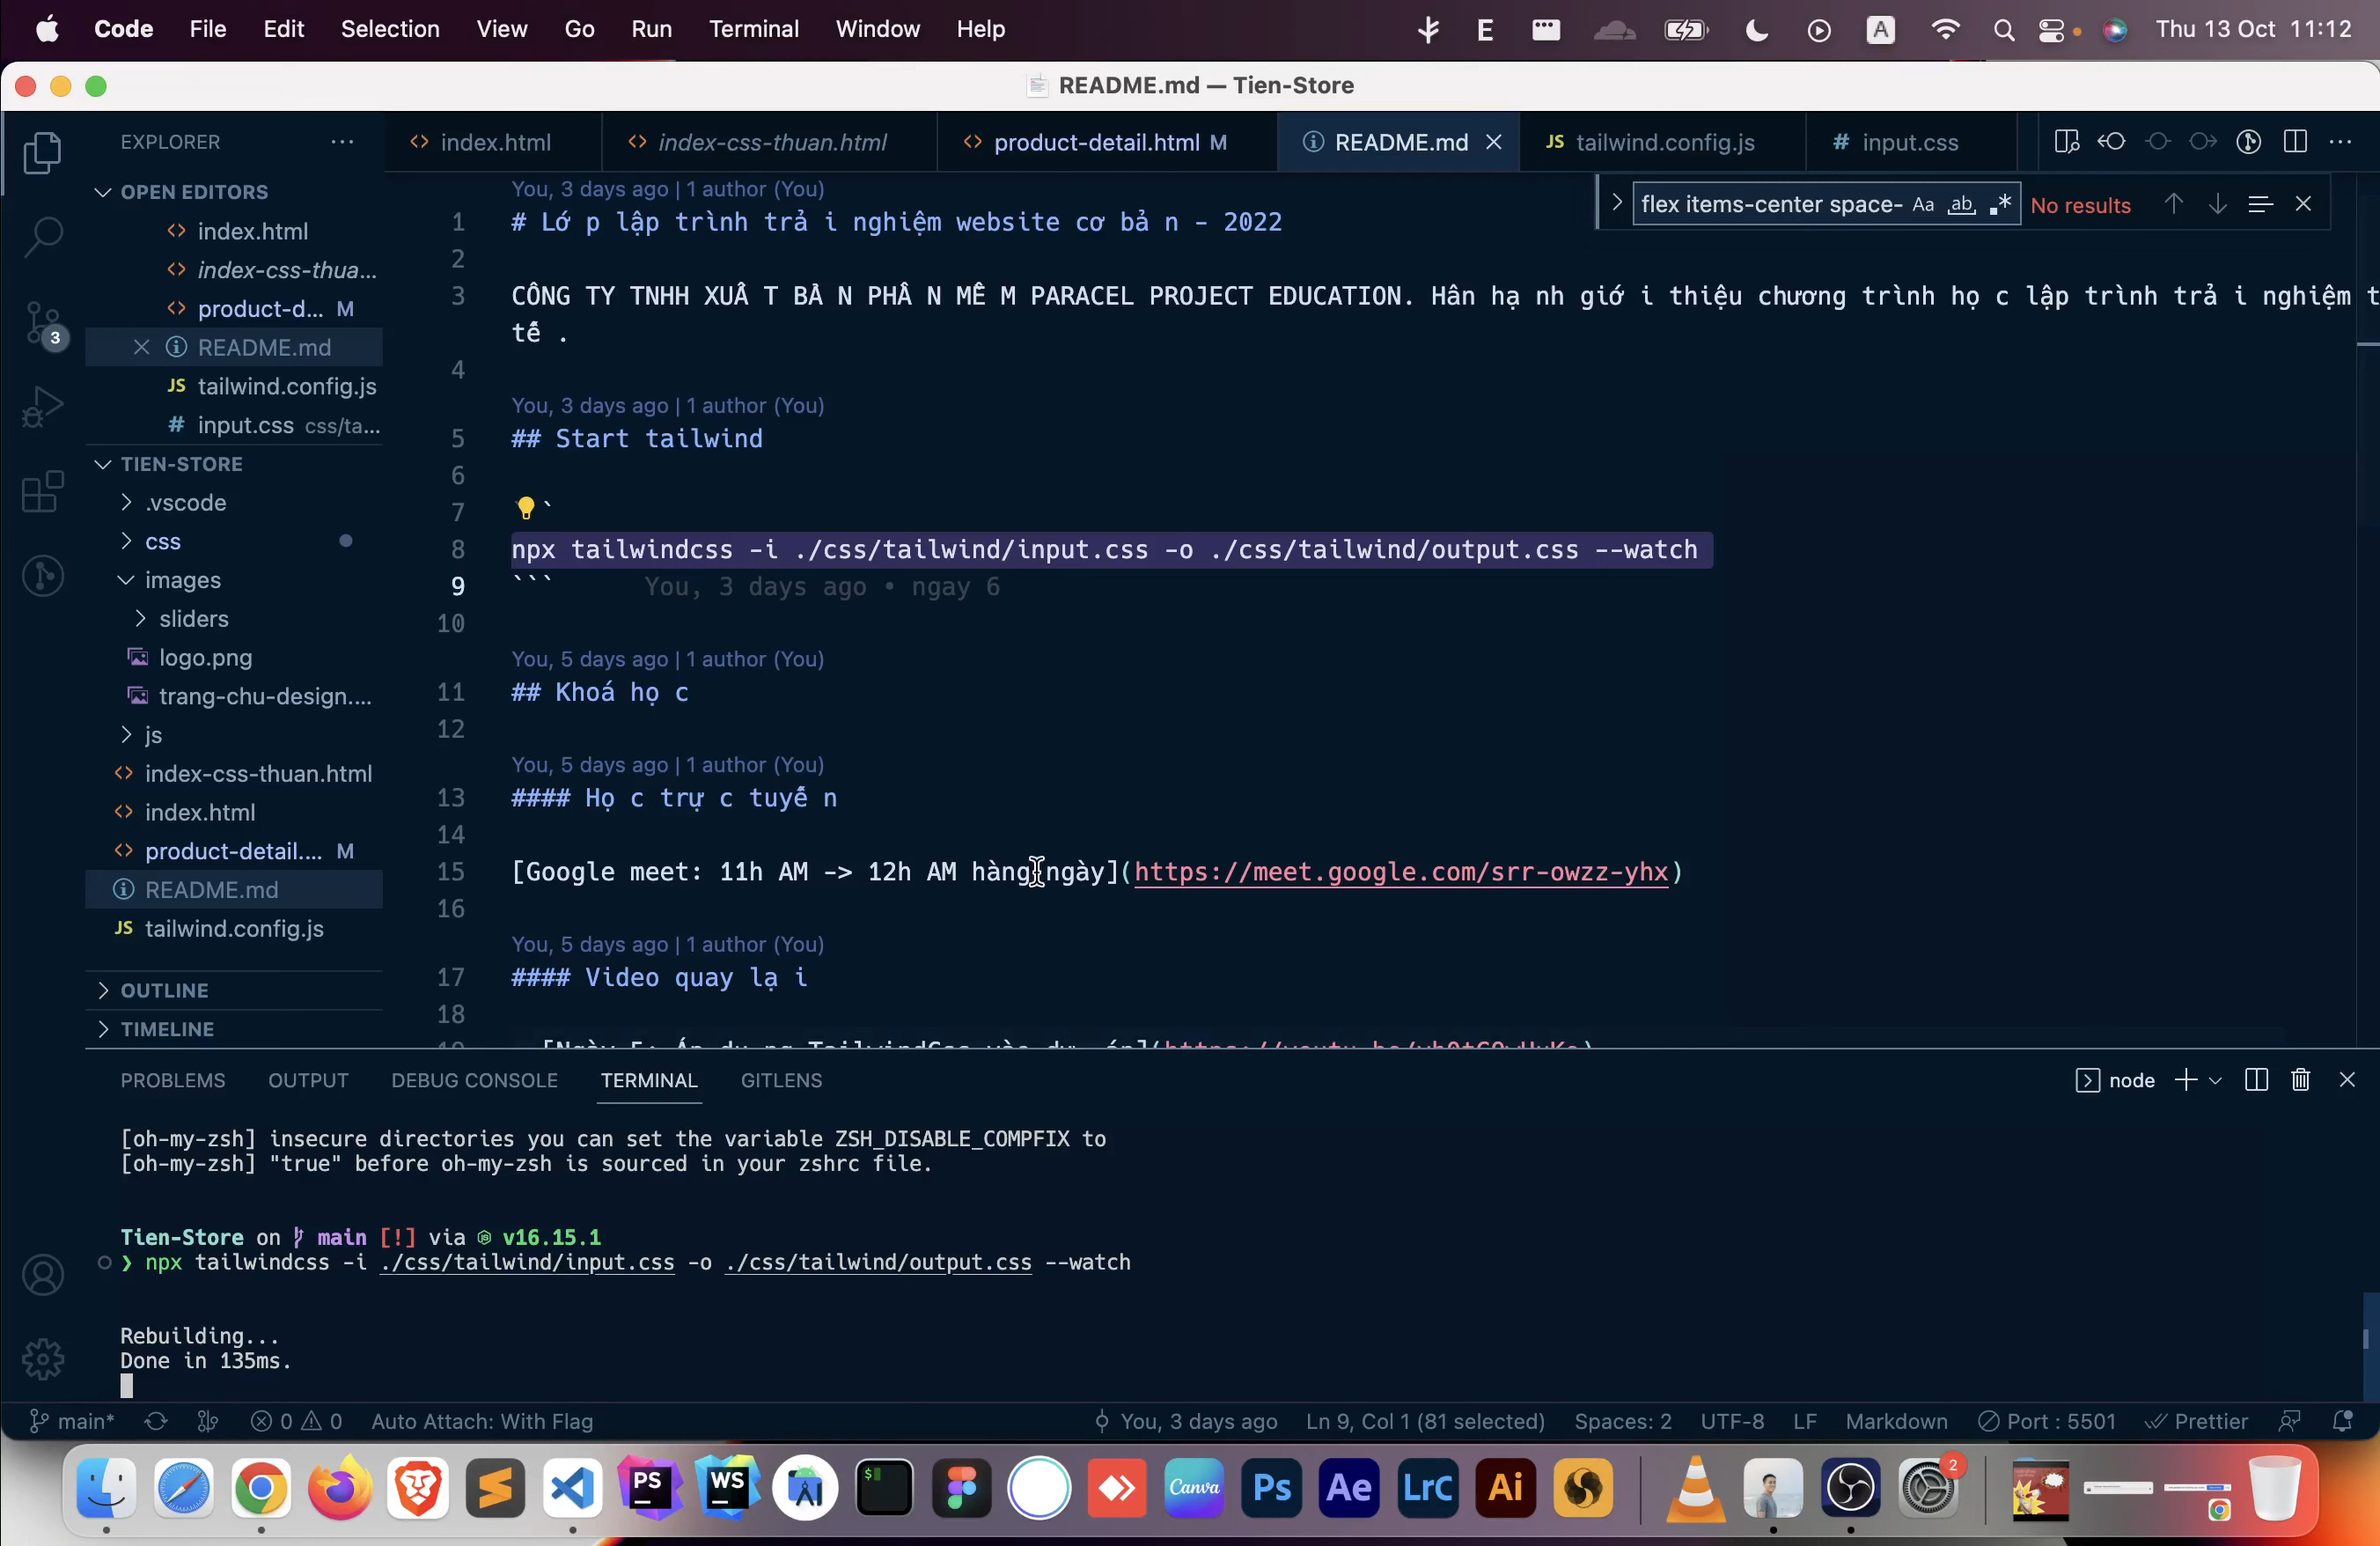 Code File Edit Selection View Go Run Terminal Window Help E A Thu 13 Oct 11:12
README.md — Tien-Store
EXPLORER
index.html index-css-thuan.html product-detail.html M README.md JS tailwind.config.js # input.css
OPEN EDITORS
index.html
index-css-thua...
product-d... M
README.md
JS tailwind.config.js
# input.css css/ta...
TIEN-STORE
.vscode
css
images
sliders
logo.png
trang-chu-design....
js
index-css-thuan.html
index.html
product-detail.... M
README.md
JS tailwind.config.js
OUTLINE
TIMELINE
3
flex items-center space- Aa ab .* No results
You, 3 days ago | 1 author (You)
1 # Lớ p lập trình trả i nghiệm website cơ bả n - 2022
2
3 CÔNG TY TNHH XUẤ T BẢ N PHẦ N MỀ M PARACEL PROJECT EDUCATION. Hân hạ nh giớ i thiệu chương trình họ c lập trình trả i nghiệm t
tế .
4
You, 3 days ago | 1 author (You)
5 ## Start tailwind
6
7 `
8 npx tailwindcss -i ./css/tailwind/input.css -o ./css/tailwind/output.css --watch
9 ``` You, 3 days ago • ngay 6
10
You, 5 days ago | 1 author (You)
11 ## Khoá họ c
12
You, 5 days ago | 1 author (You)
13 #### Họ c trự c tuyế n
14
15 [Google meet: 11h AM -> 12h AM hàng ngày](https://meet.google.com/srr-owzz-yhx)
16
You, 5 days ago | 1 author (You)
17 #### Video quay lạ i
18
PROBLEMS OUTPUT DEBUG CONSOLE TERMINAL GITLENS node
[oh-my-zsh] insecure directories you can set the variable ZSH_DISABLE_COMPFIX to
[oh-my-zsh] "true" before oh-my-zsh is sourced in your zshrc file.
Tien-Store on main [!] via v16.15.1
❯ npx tailwindcss -i ./css/tailwind/input.css -o ./css/tailwind/output.css --watch
Rebuilding...
Done in 135ms.
main* 0 0 Auto Attach: With Flag You, 3 days ago Ln 9, Col 1 (81 selected) Spaces: 2 UTF-8 LF Markdown Port : 5501 Prettier
PS WS $ Canva Ps Ae LrC Ai 2